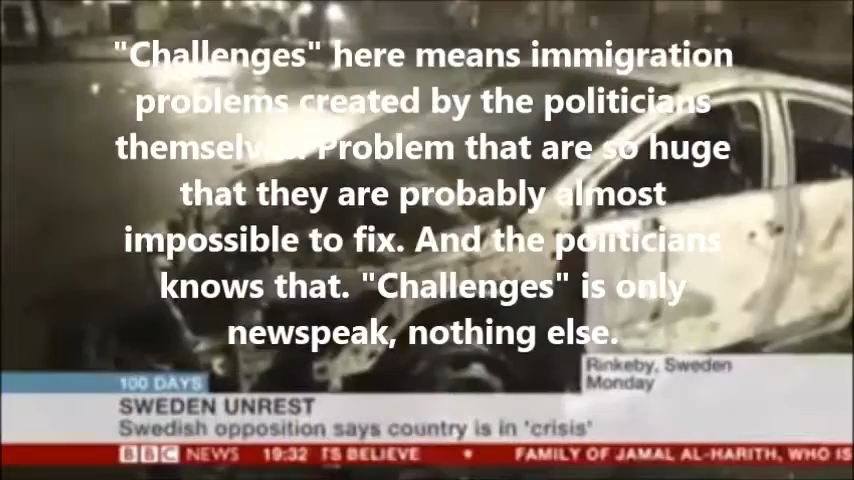 "Challenges" here means immigration
problems created by the politicians
themselves. Problem that are so huge
that they are probably almost
impossible to fix. And the politicians
knows that. "Challenges" is only
newspeak, nothing else.
Rinkeby, Sweden
Monday
100 DAYS
SWEDEN UNREST
Swedish opposition says country is in 'crisis'
BBC NEWS 19:32 TS BELIEVE • FAMILY OF JAMAL AL-HARITH, WHO IS